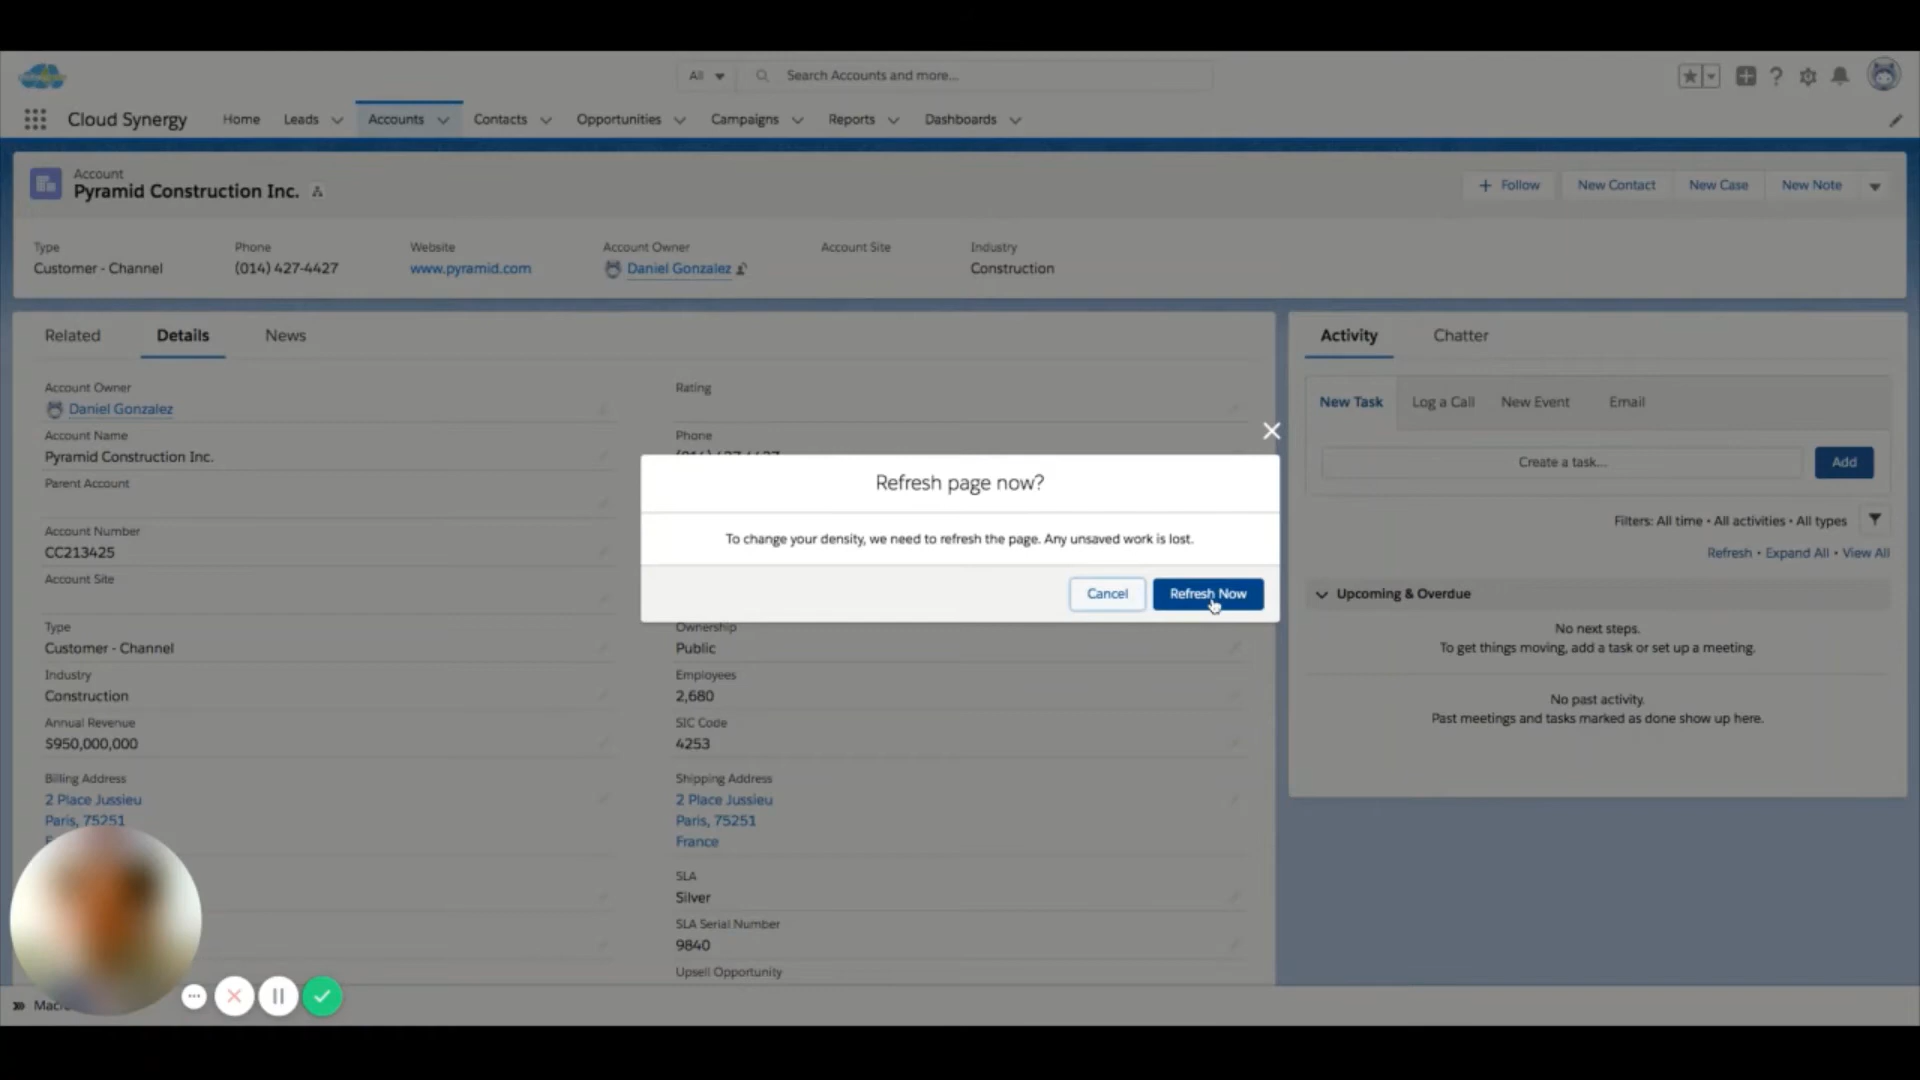 All
Search Accounts and more...
Cloud Synergy
Home
Leads
Accounts
Contacts
Opportunities
Campaigns
Reports
Dashboards
Account
Pyramid Construction Inc.
Follow
New Contact
New Case
New Note
Type
Customer - Channel
Phone
(014) 427-4427
Website
www.pyramid.com
Account Owner
Daniel Gonzalez
Account Site
Industry
Construction
Related
Details
News
Account Owner
Daniel Gonzalez
Account Name
Pyramid Construction Inc.
Parent Account
Account Number
CC213425
Account Site
Type
Customer - Channel
Industry
Construction
Annual Revenue
$950,000,000
Billing Address
2 Place Jussieu
Paris, 75251
Rating
Phone
Refresh page now?
To change your density, we need to refresh the page. Any unsaved work is lost.
Cancel
Refresh Now
Ownership
Public
Employees
2,680
SIC Code
4253
Shipping Address
2 Place Jussieu
Paris, 75251
France
SLA
Silver
SLA Serial Number
9840
Upsell Opportunity
Activity
Chatter
New Task
Log a Call
New Event
Email
Create a task...
Add
Filters: All time • All activities • All types
Refresh • Expand All • View All
Upcoming & Overdue
No next steps.
To get things moving, add a task or set up a meeting.
No past activity.
Past meetings and tasks marked as done show up here.